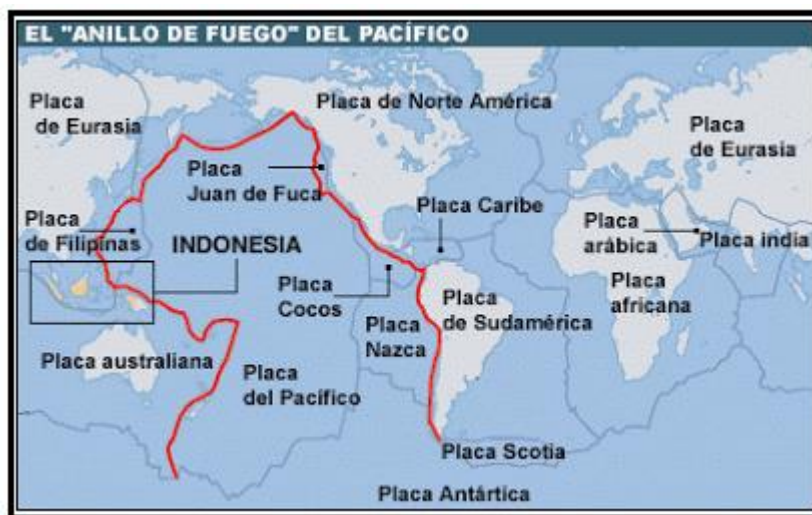 EL "ANILLO DE FUEGO" DEL PACÍFICO
Placa
de Eurasia
Placa de Norte América
Placa
de Eurasia
Placa
Juan de Fuca
Placa
de Filipinas
INDONESIA
Placa Caribe
Placa
arábica
Placa india
Placa
Cocos
Placa
de Sudamérica
Placa
africana
Placa
Nazca
Placa australiana
Placa
del Pacífico
Placa Scotia
Placa Antártica